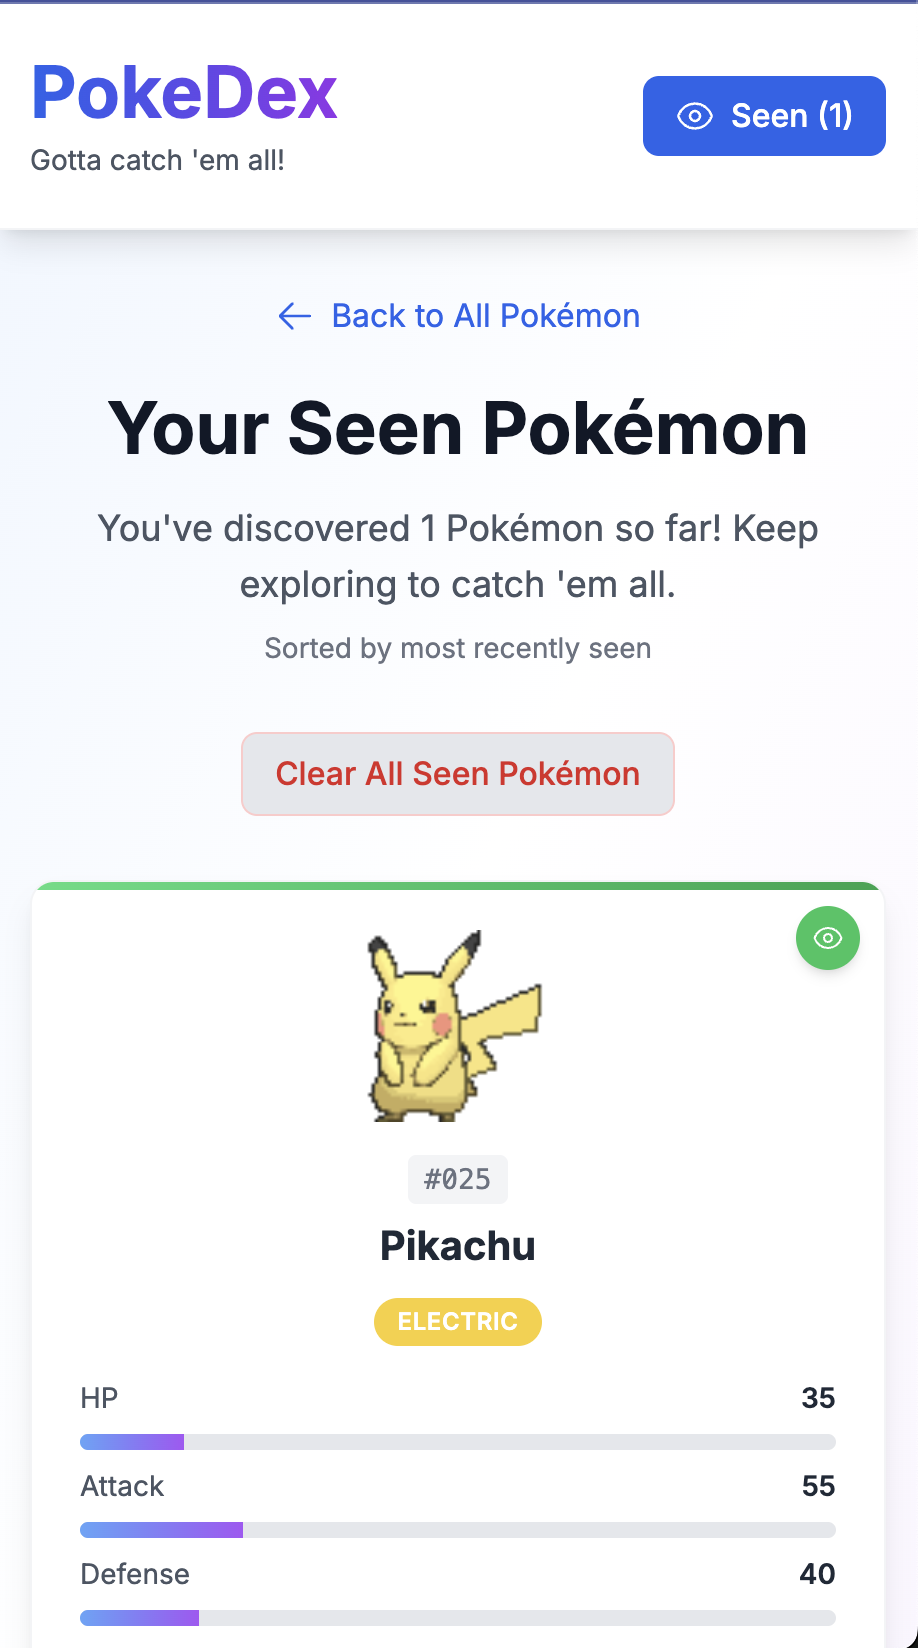 PokeDex
Gotta catch 'em all!
Seen (1)
Back to All Pokémon
Your Seen Pokémon
You've discovered 1 Pokémon so far! Keep
exploring to catch 'em all.
Sorted by most recently seen
Clear All Seen Pokémon
#025
Pikachu
ELECTRIC
HP 35
Attack 55
Defense 40